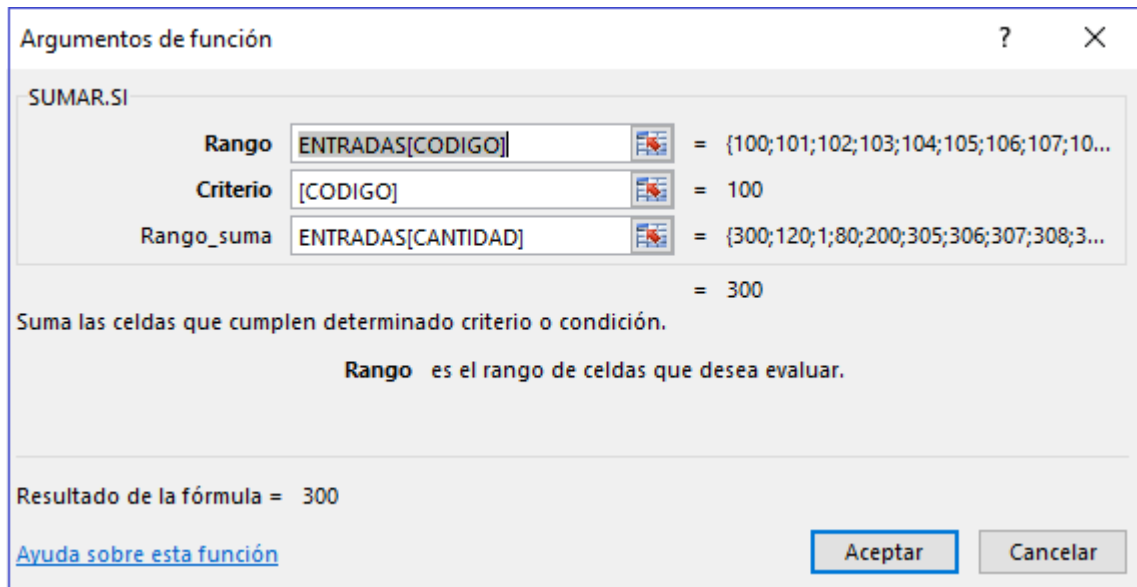 Argumentos de función ? ×
SUMAR.SI
Rango ENTRADAS[CODIGO] = {100;101;102;103;104;105;106;107;10...
Criterio [CODIGO] = 100
Rango_suma ENTRADAS[CANTIDAD] = {300;120;1;80;200;305;306;307;308;3...
= 300
Suma las celdas que cumplen determinado criterio o condición.
Rango es el rango de celdas que desea evaluar.
Resultado de la fórmula = 300
Ayuda sobre esta función Aceptar Cancelar